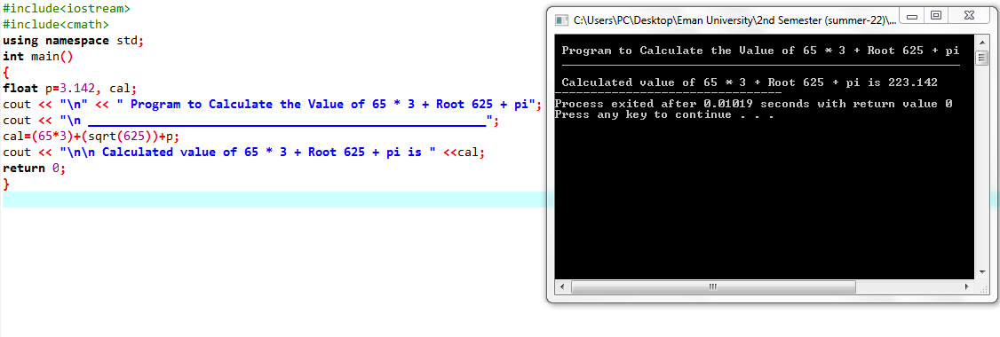 #include<iostream>
#include<cmath>
using namespace std;
int main()
{
float p=3.142, cal;
cout << "\n" << " Program to Calculate the Value of 65 * 3 + Root 625 + pi";
cout << "\n ________________________________________________________";
cal=(65*3)+(sqrt(625))+p;
cout << "\n\n Calculated value of 65 * 3 + Root 625 + pi is " <<cal;
return 0;
}
C:\Users\PC\Desktop\Eman University\2nd Semester (summer-22)\...
Program to Calculate the Value of 65 * 3 + Root 625 + pi
________________________________________________________
Calculated value of 65 * 3 + Root 625 + pi is 223.142
--------------------------------
Process exited after 0.01019 seconds with return value 0
Press any key to continue . . .